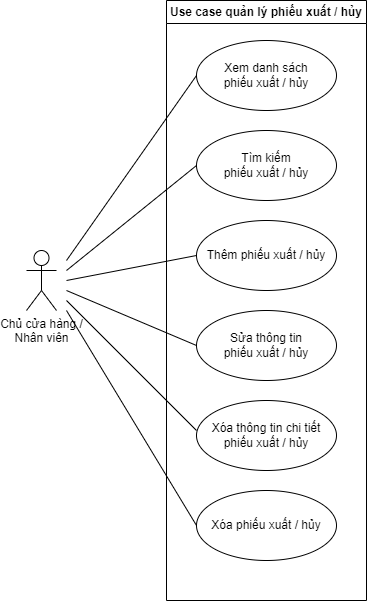 Use case quản lý phiếu xuất / hủy
Xem danh sách
phiếu xuất / hủy
Tìm kiếm
phiếu xuất / hủy
Thêm phiếu xuất / hủy
Chủ cửa hàng /
Nhân viên
Sửa thông tin
phiếu xuất / hủy
Xóa thông tin chi tiết
phiếu xuất / hủy
Xóa phiếu xuất / hủy